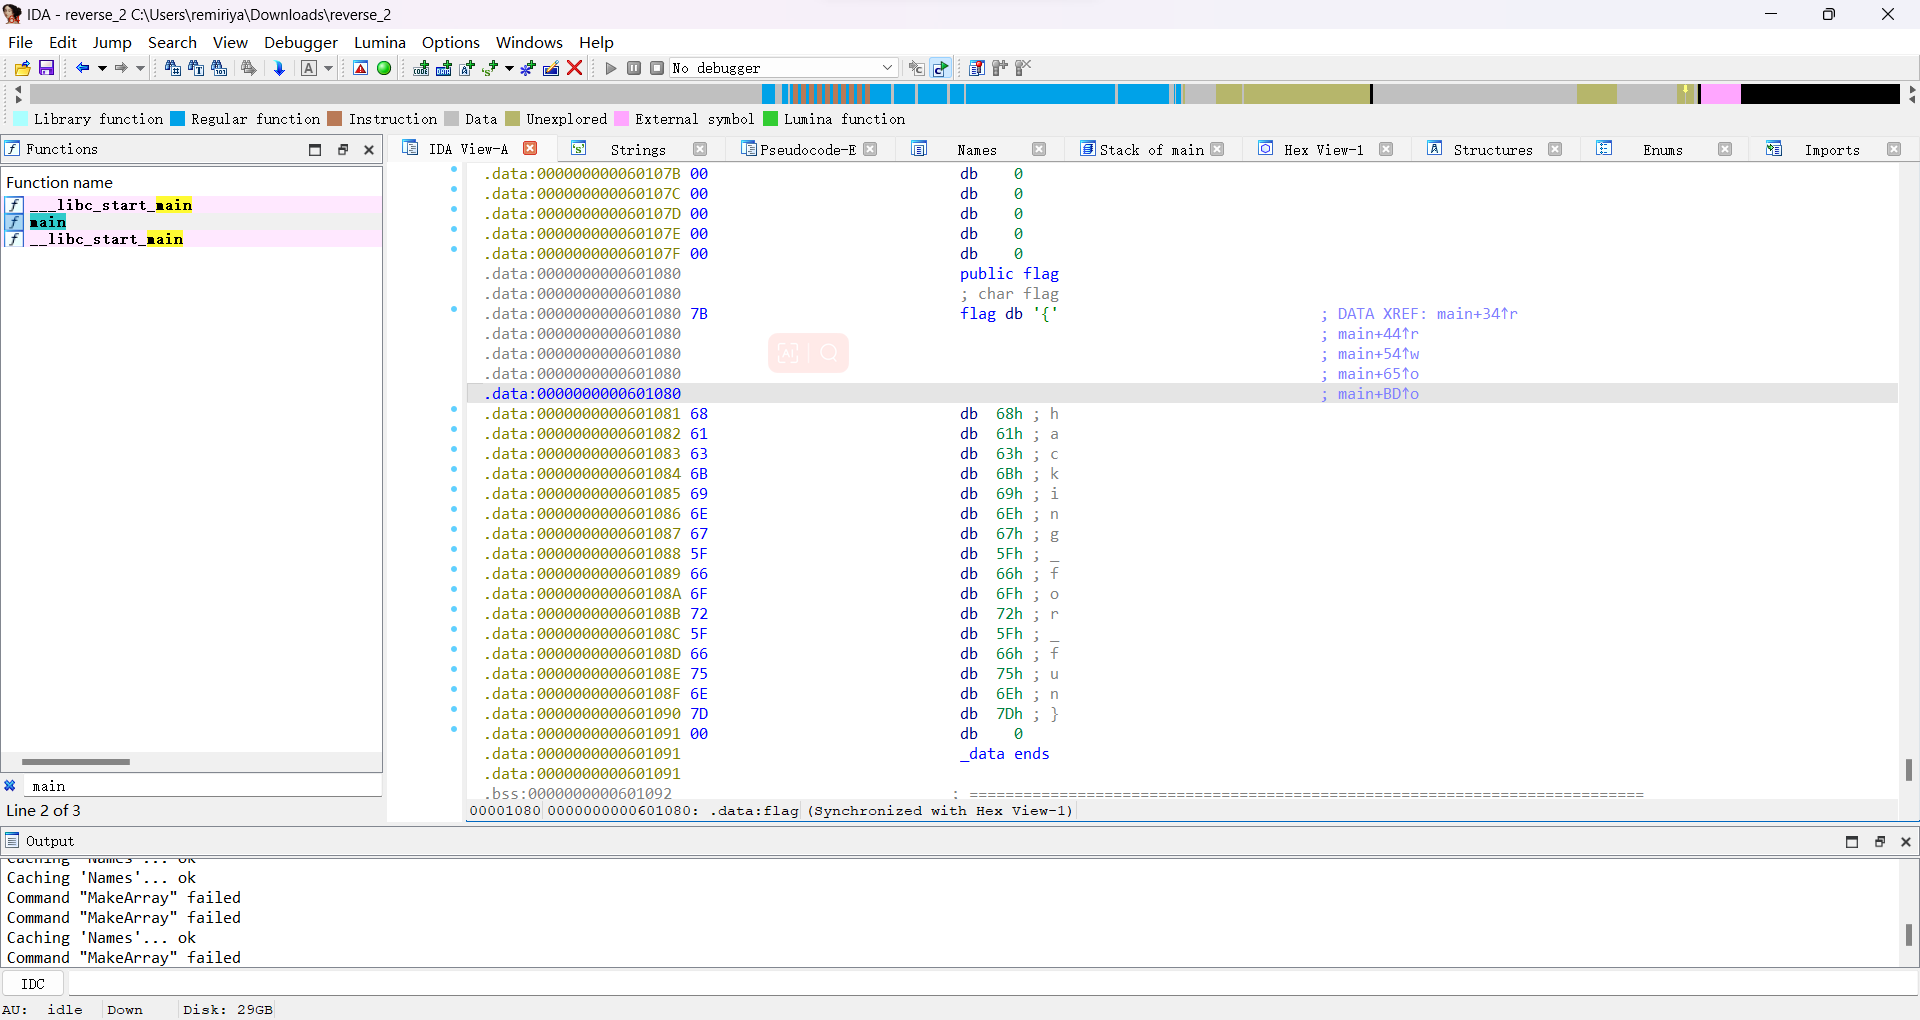 IDA - reverse_2 C:\Users\remiriya\Downloads\reverse_2
File Edit Jump Search View Debugger Lumina Options Windows Help
No debugger
Library function Regular function Instruction Data Unexplored External symbol Lumina function
Functions
IDA View-A Strings Pseudocode-E Names Stack of main Hex View-1 Structures Enums Imports
Function name
___libc_start_main
main
__libc_start_main
.data:000000000060107B 00 db 0
.data:000000000060107C 00 db 0
.data:000000000060107D 00 db 0
.data:000000000060107E 00 db 0
.data:000000000060107F 00 db 0
.data:0000000000601080 public flag
.data:0000000000601080 ; char flag
.data:0000000000601080 7B flag db '{' ; DATA XREF: main+34↑r
.data:0000000000601080 ; main+44↑r
.data:0000000000601080 ; main+54↑w
.data:0000000000601080 ; main+65↑o
.data:0000000000601080 ; main+BD↑o
.data:0000000000601081 68 db 68h ; h
.data:0000000000601082 61 db 61h ; a
.data:0000000000601083 63 db 63h ; c
.data:0000000000601084 6B db 6Bh ; k
.data:0000000000601085 69 db 69h ; i
.data:0000000000601086 6E db 6Eh ; n
.data:0000000000601087 67 db 67h ; g
.data:0000000000601088 5F db 5Fh ; _
.data:0000000000601089 66 db 66h ; f
.data:000000000060108A 6F db 6Fh ; o
.data:000000000060108B 72 db 72h ; r
.data:000000000060108C 5F db 5Fh ; _
.data:000000000060108D 66 db 66h ; f
.data:000000000060108E 75 db 75h ; u
.data:000000000060108F 6E db 6Eh ; n
.data:0000000000601090 7D db 7Dh ; }
.data:0000000000601091 00 db 0
.data:0000000000601091 _data ends
.data:0000000000601091
.bss:0000000000601092 ; ===========================================================================
main
Line 2 of 3
00001080 0000000000601080: .data:flag (Synchronized with Hex View-1)
Output
Caching 'Names'... ok
Caching 'Names'... ok
Command "MakeArray" failed
Command "MakeArray" failed
Caching 'Names'... ok
Command "MakeArray" failed
IDC
AU: idle Down Disk: 29GB